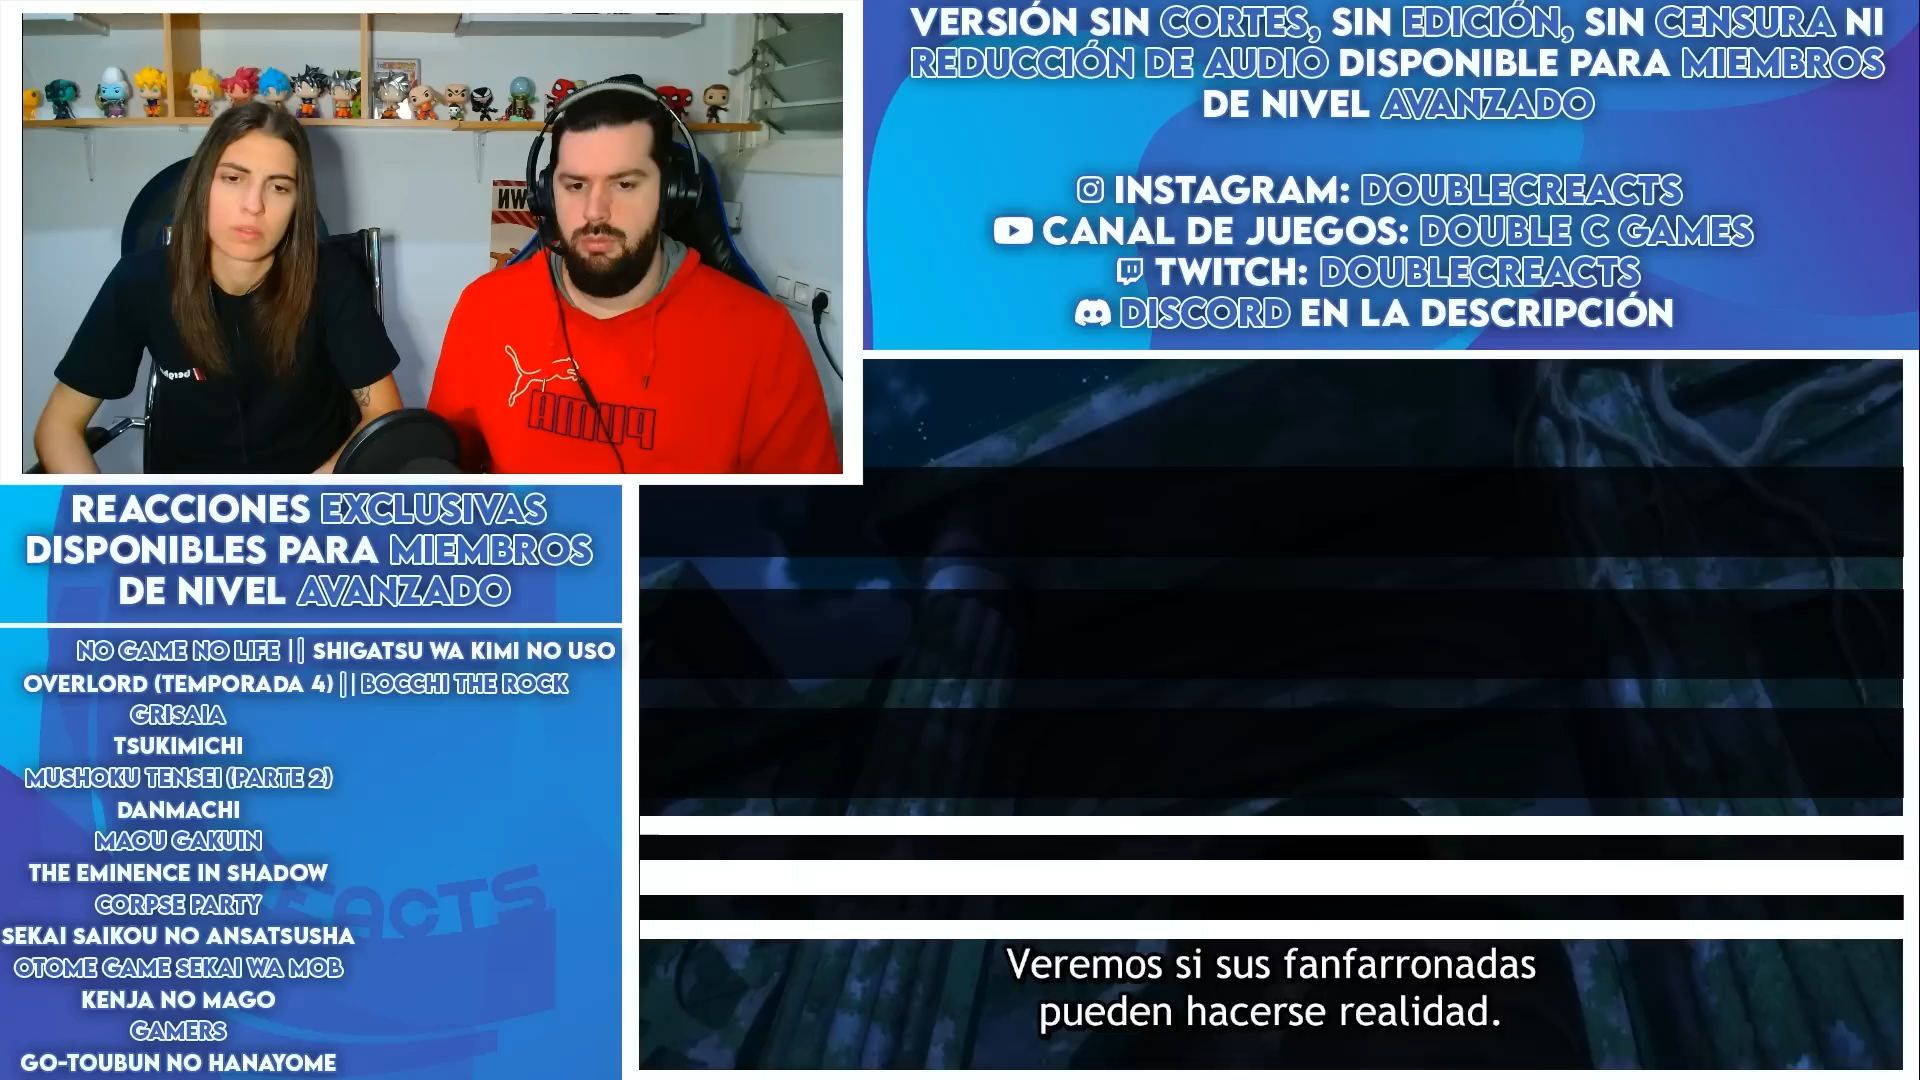 VERSIÓN SIN CORTES, SIN EDICIÓN, SIN CENSURA NI
REDUCCIÓN DE AUDIO DISPONIBLE PARA MIEMBROS
DE NIVEL AVANZADO
INSTAGRAM: DOUBLECREACTS
CANAL DE JUEGOS: DOUBLE C GAMES
TWITCH: DOUBLECREACTS
DISCORD EN LA DESCRIPCIÓN
PUMA
REACCIONES EXCLUSIVAS
DISPONIBLES PARA MIEMBROS
DE NIVEL AVANZADO
NO GAME NO LIFE || SHIGATSU WA KIMI NO USO
OVERLORD (TEMPORADA 4) || BOCCHI THE ROCK
GRISAIA
TSUKIMICHI
MUSHOKU TENSEI (PARTE 2)
DANMACHI
MAOU GAKUIN
THE EMINENCE IN SHADOW
CORPSE PARTY
SEKAI SAIKOU NO ANSATSUSHA
OTOME GAME SEKAI WA MOB
KENJA NO MAGO
GAMERS
GO-TOUBUN NO HANAYOME
Veremos si sus fanfarronadas
pueden hacerse realidad.